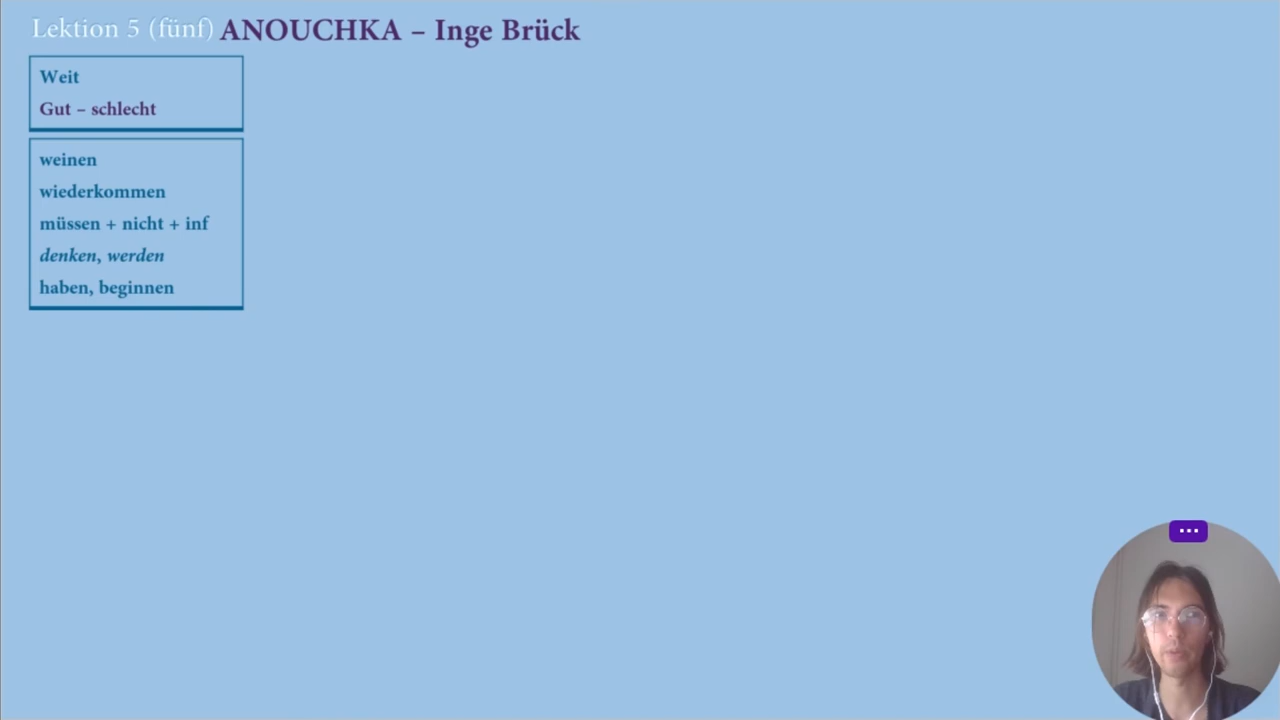 Lektion 5 (fünf) ANOUCHKA – Inge Brück
Weit
Gut – schlecht
weinen
wiederkommen
müssen + nicht + inf
denken, werden
haben, beginnen